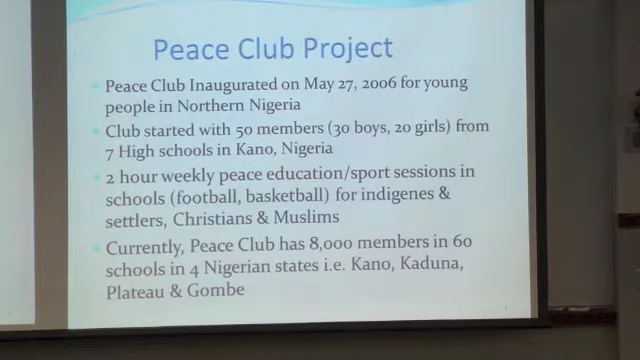 Peace Club Project
Peace Club Inaugurated on May 27, 2006 for young
people in Northern Nigeria
Club started with 50 members (30 boys, 20 girls) from
7 High schools in Kano, Nigeria
2 hour weekly peace education/sport sessions in
schools (football, basketball) for indigenes &
settlers, Christians & Muslims
Currently, Peace Club has 8,000 members in 60
schools in 4 Nigerian states i.e. Kano, Kaduna,
Plateau & Gombe